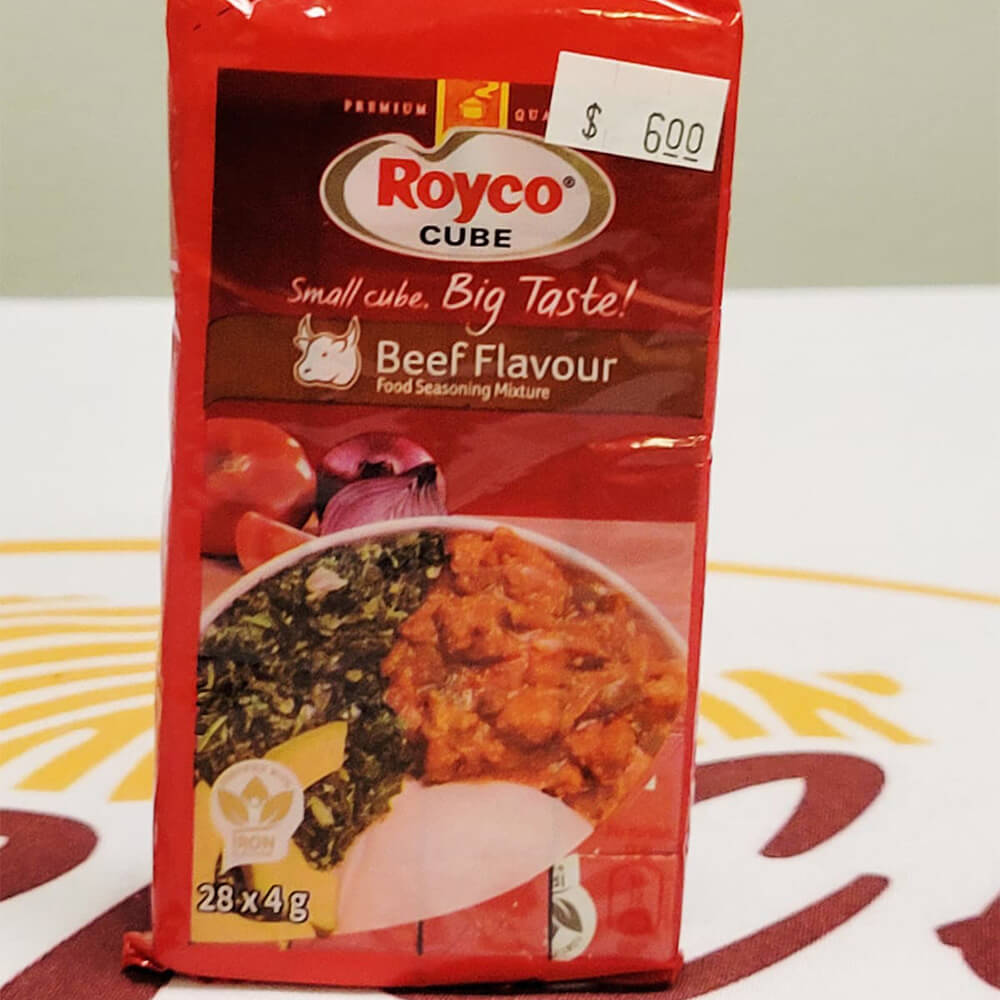 PREMIUM
$ 600
Royco®
CUBE
Small cube. Big Taste!
Beef Flavour
Food Seasoning Mixture
IRON
28 x 4 g